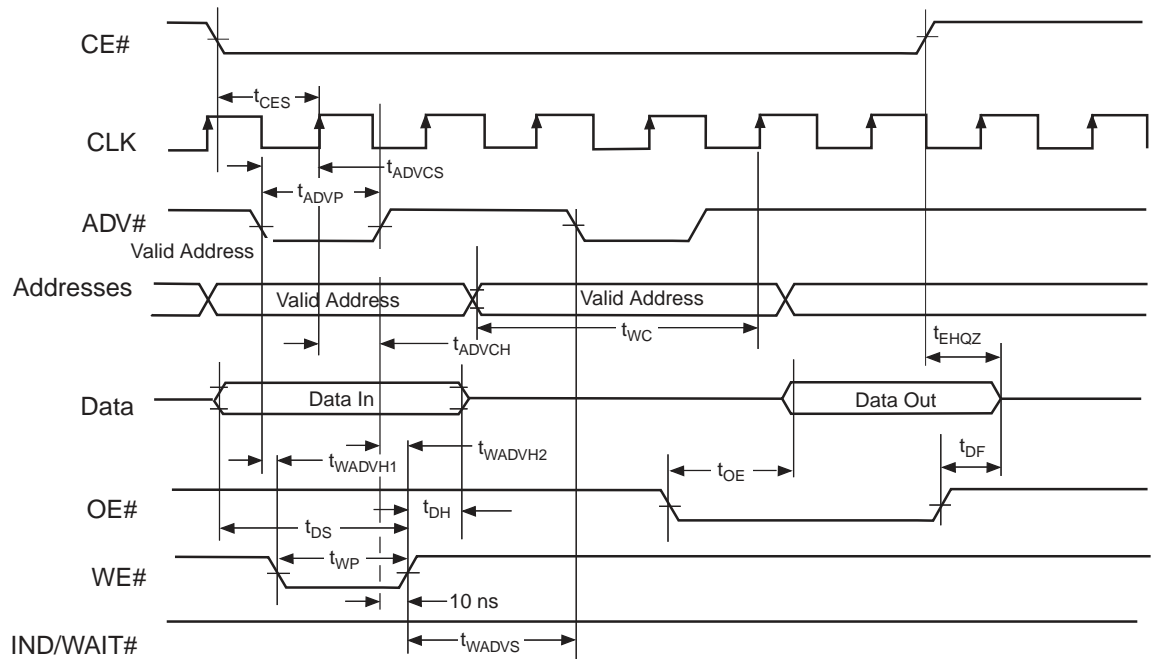 CE#
tCES
CLK
tADVCS
tADVP
ADV#
Valid Address
Addresses
Valid Address
Valid Address
tWC
tADVCH
tEHQZ
Data
Data In
Data Out
tWADVH1
tWADVH2
tOE
tDF
OE#
tDH
tDS
tWP
WE#
10 ns
tWADVS
IND/WAIT#